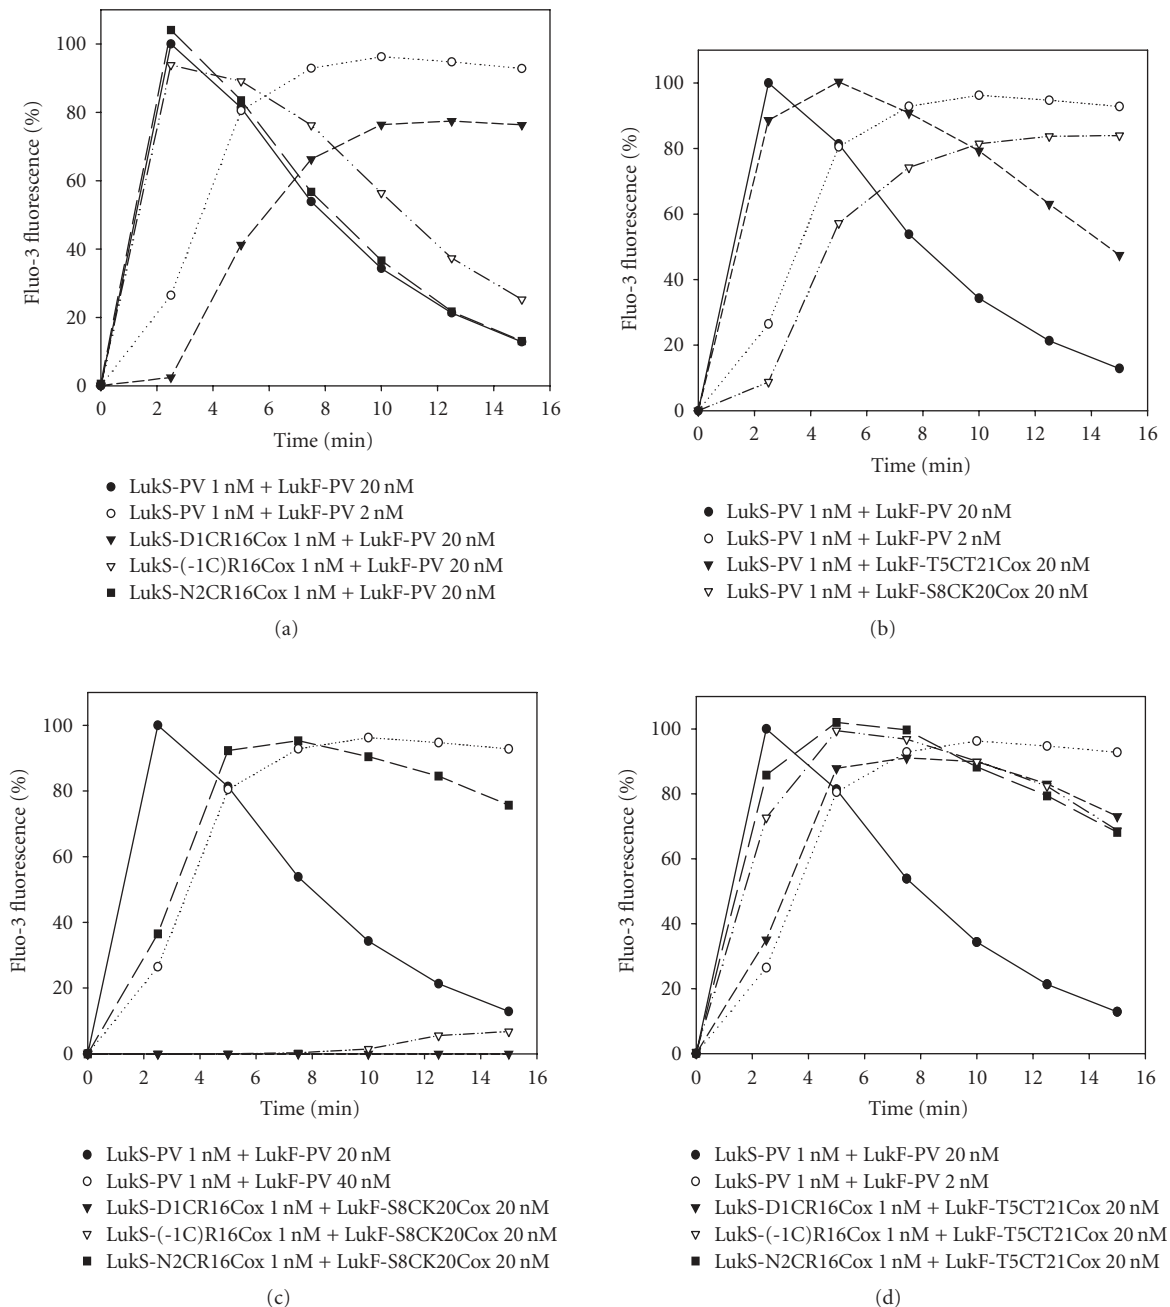 Fluo-3 fluorescence (%)
100
80
60
40
20
0
0 2 4 6 8 10 12 14 16
Time (min)
LukS-PV 1 nM + LukF-PV 20 nM
LukS-PV 1 nM + LukF-PV 2 nM
LukS-D1CR16Cox 1 nM + LukF-PV 20 nM
LukS-(-1C)R16Cox 1 nM + LukF-PV 20 nM
LukS-N2CR16Cox 1 nM + LukF-PV 20 nM
(a)
Fluo-3 fluorescence (%)
100
80
60
40
20
0
0 2 4 6 8 10 12 14 16
Time (min)
LukS-PV 1 nM + LukF-PV 20 nM
LukS-PV 1 nM + LukF-PV 2 nM
LukS-PV 1 nM + LukF-T5CT21Cox 20 nM
LukS-PV 1 nM + LukF-S8CK20Cox 20 nM
(b)
Fluo-3 fluorescence (%)
100
80
60
40
20
0
0 2 4 6 8 10 12 14 16
Time (min)
LukS-PV 1 nM + LukF-PV 20 nM
LukS-PV 1 nM + LukF-PV 40 nM
LukS-D1CR16Cox 1 nM + LukF-S8CK20Cox 20 nM
LukS-(-1C)R16Cox 1 nM + LukF-S8CK20Cox 20 nM
LukS-N2CR16Cox 1 nM + LukF-S8CK20Cox 20 nM
(c)
Fluo-3 fluorescence (%)
100
80
60
40
20
0
0 2 4 6 8 10 12 14 16
Time (min)
LukS-PV 1 nM + LukF-PV 20 nM
LukS-PV 1 nM + LukF-PV 2 nM
LukS-D1CR16Cox 1 nM + LukF-T5CT21Cox 20 nM
LukS-(-1C)R16Cox 1 nM + LukF-T5CT21Cox 20 nM
LukS-N2CR16Cox 1 nM + LukF-T5CT21Cox 20 nM
(d)